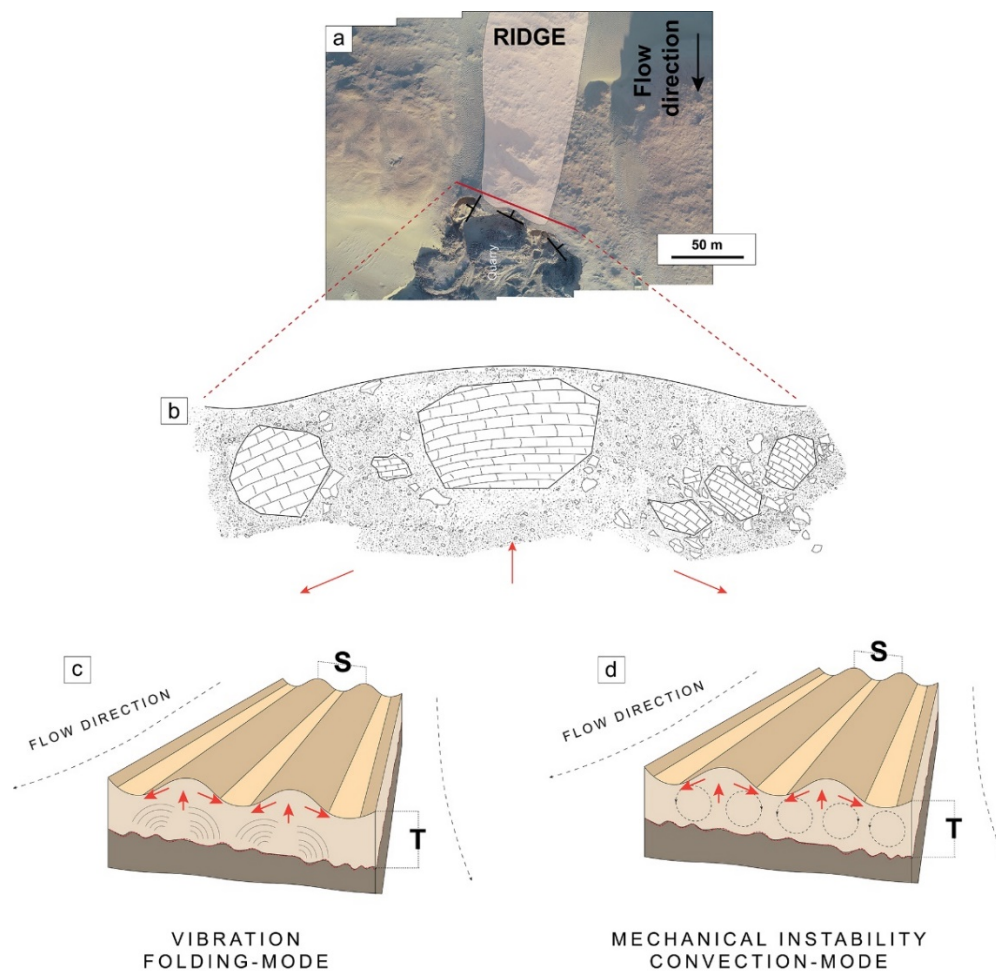 a
RIDGE
Flow
direction
50 m
Quarry
b
c
S
FLOW DIRECTION
T
VIBRATION
FOLDING-MODE
d
S
FLOW DIRECTION
T
MECHANICAL INSTABILITY
CONVECTION-MODE